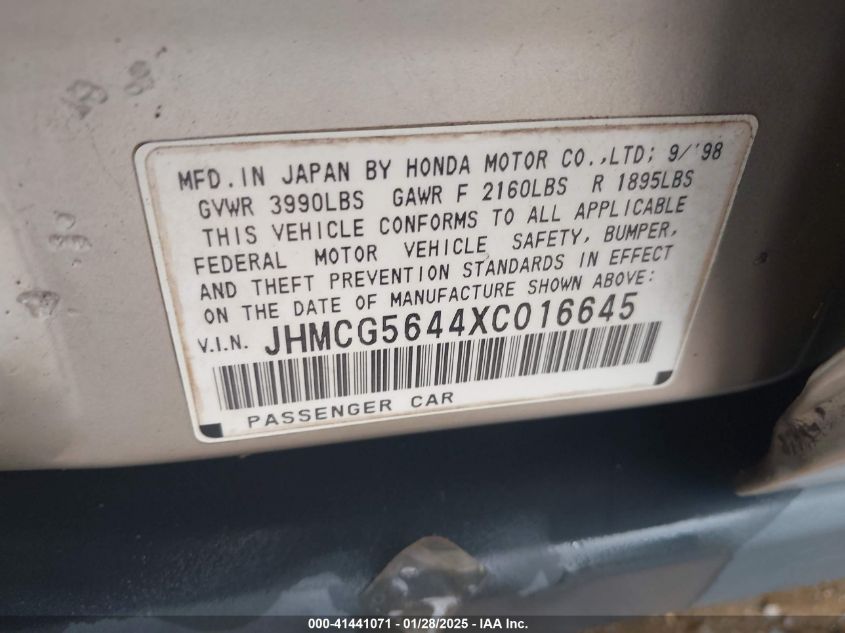 MFD. IN JAPAN BY HONDA MOTOR CO.,LTD; 9/'98
GVWR 3990LBS GAWR F 2160LBS R 1895LBS
THIS VEHICLE CONFORMS TO ALL APPLICABLE
FEDERAL MOTOR VEHICLE SAFETY, BUMPER,
AND THEFT PREVENTION STANDARDS IN EFFECT
ON THE DATE OF MANUFACTURE SHOWN ABOVE:
V.I.N. JHMCG5644XC016645
PASSENGER CAR
000-41441071 | 01/28/2025 - IAA Inc.